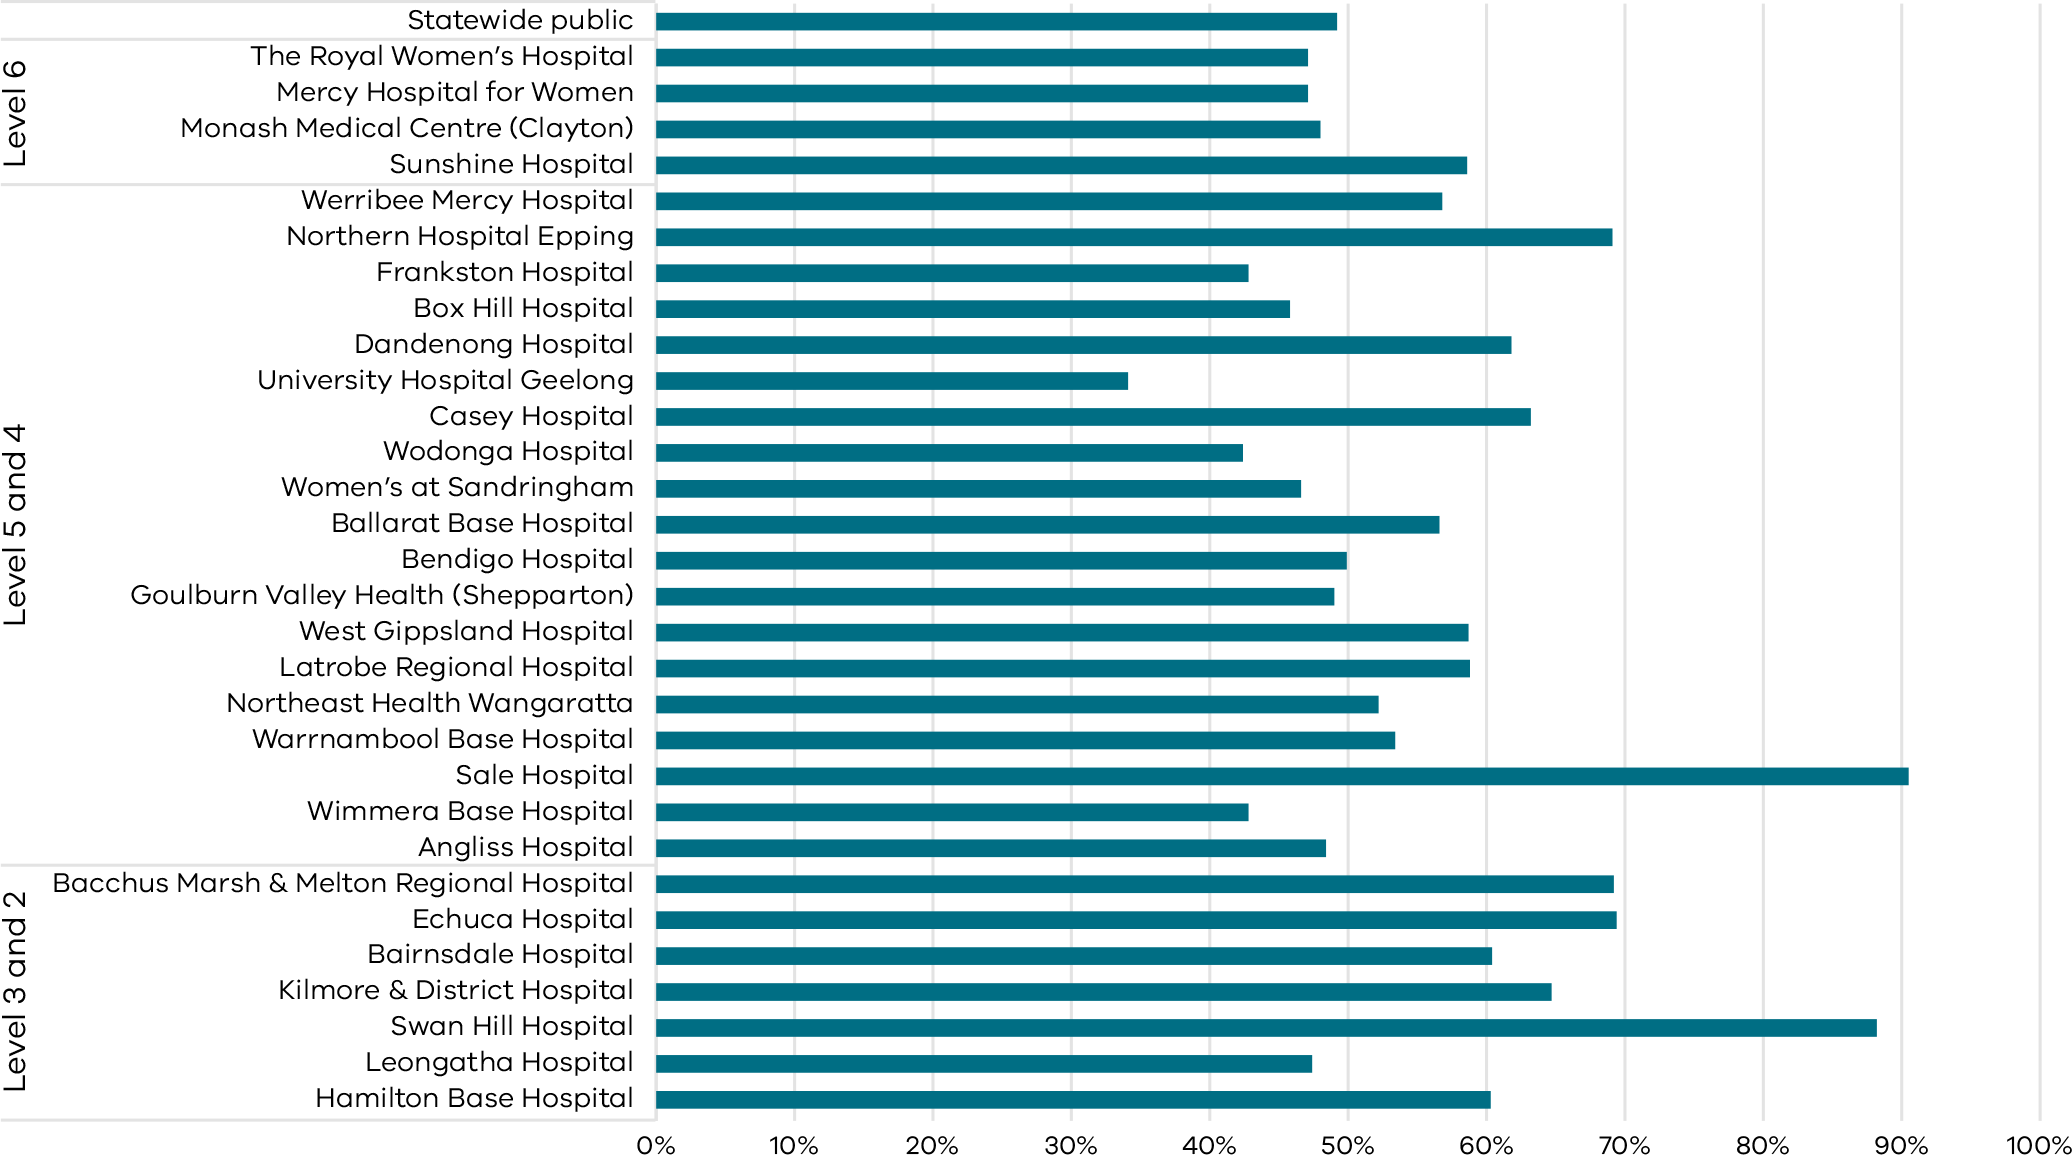 Statewide public
Level 6
The Royal Women’s Hospital
Mercy Hospital for Women
Monash Medical Centre (Clayton)
Sunshine Hospital
Level 5 and 4
Werribee Mercy Hospital
Northern Hospital Epping
Frankston Hospital
Box Hill Hospital
Dandenong Hospital
University Hospital Geelong
Casey Hospital
Wodonga Hospital
Women’s at Sandringham
Ballarat Base Hospital
Bendigo Hospital
Goulburn Valley Health (Shepparton)
West Gippsland Hospital
Latrobe Regional Hospital
Northeast Health Wangaratta
Warrnambool Base Hospital
Sale Hospital
Wimmera Base Hospital
Angliss Hospital
Level 3 and 2
Bacchus Marsh & Melton Regional Hospital
Echuca Hospital
Bairnsdale Hospital
Kilmore & District Hospital
Swan Hill Hospital
Leongatha Hospital
Hamilton Base Hospital
0% 10% 20% 30% 40% 50% 60% 70% 80% 90% 100%